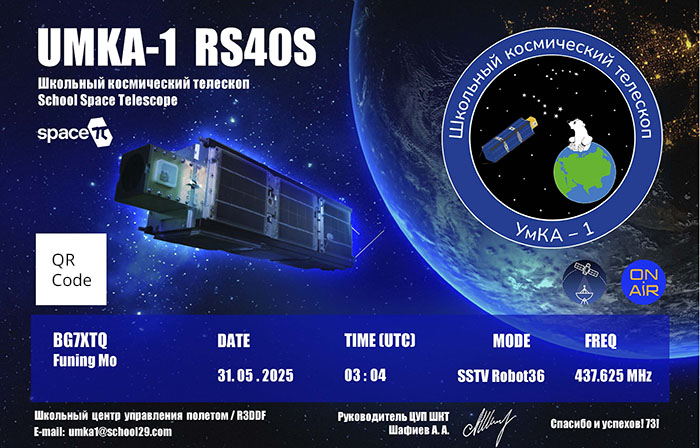 UMKA-1 RS40S
Школьный космический телескоп
School Space Telescope
space π
Школьный космический телескоп
УмКА – 1
QR
Code
ON
AiR
BG7XTQ DATE TIME (UTC) MODE FREQ
Funing Mo
31.05.2025 03:04 SSTV Robot36 437.625 MHz
Школьный центр управления полетом / R3DDF
E-mail: umka1@school29.com
Руководитель ЦУП ШКТ
Шафиев А. А.
Спасибо и успехов! 73!